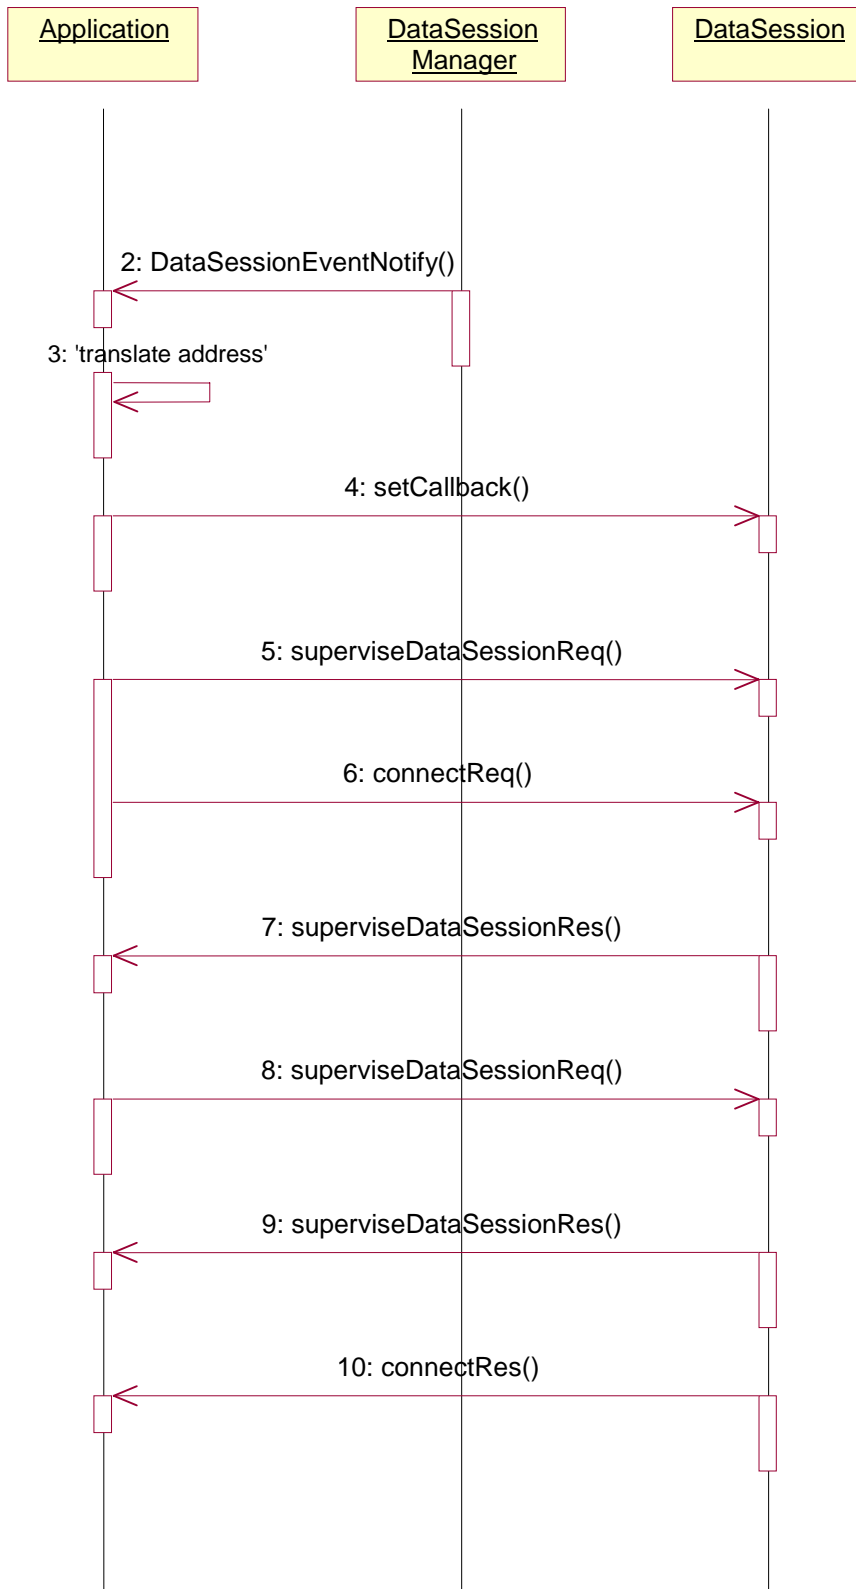 Application
DataSession
Manager
DataSession
2: DataSessionEventNotify()
3: 'translate address'
4: setCallback()
5: superviseDataSessionReq()
6: connectReq()
7: superviseDataSessionRes()
8: superviseDataSessionReq()
9: superviseDataSessionRes()
10: connectRes()